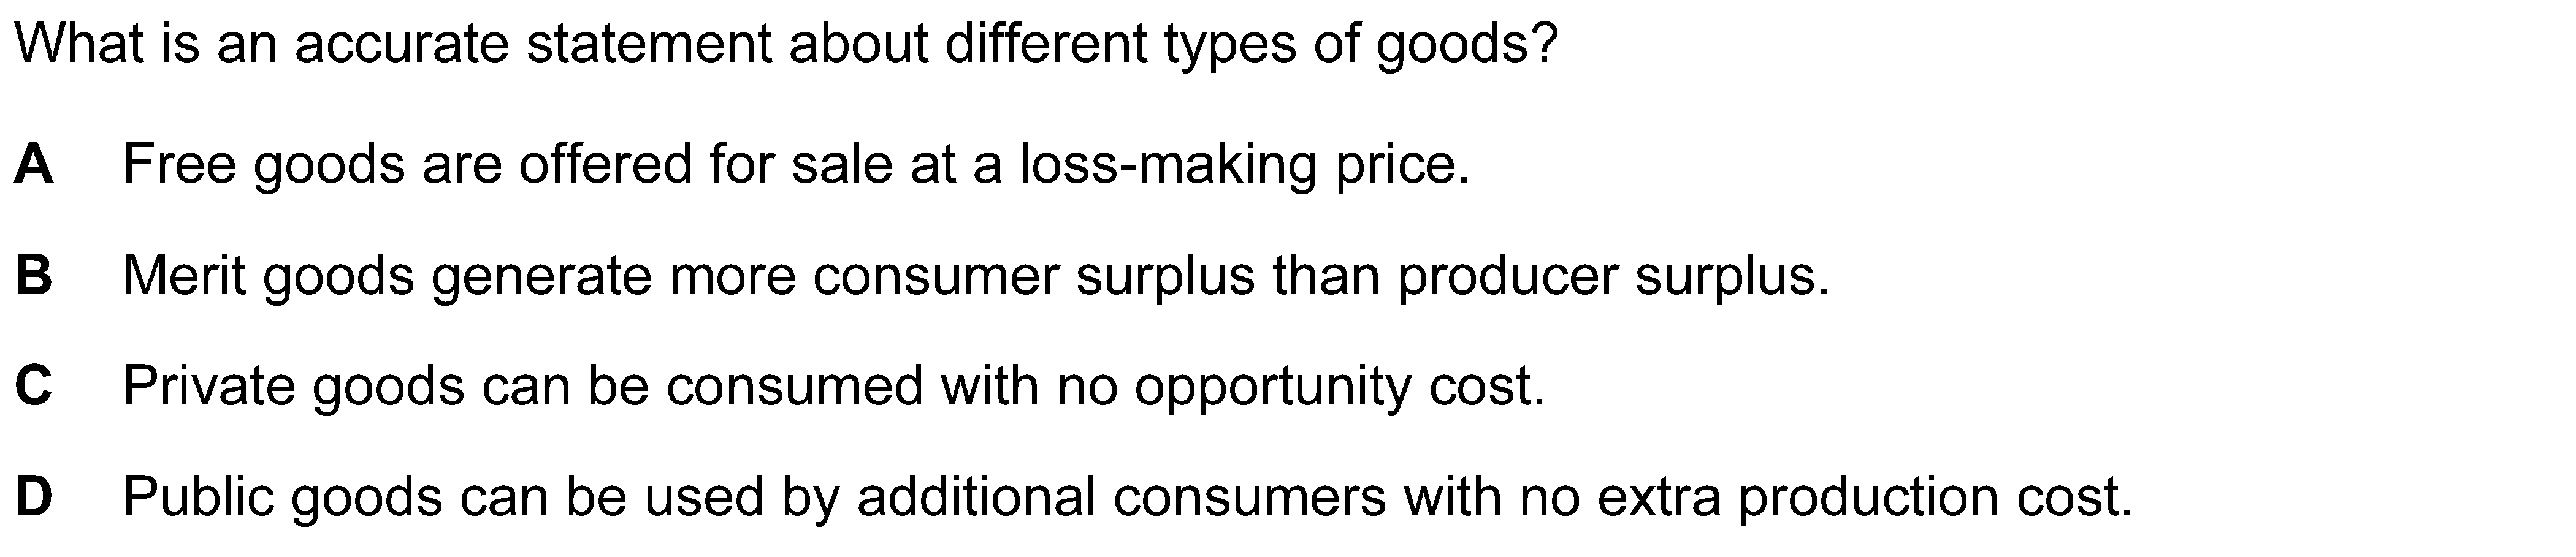 What is an accurate statement about different types of goods?
A Free goods are offered for sale at a loss-making price.
B Merit goods generate more consumer surplus than producer surplus.
C Private goods can be consumed with no opportunity cost.
D Public goods can be used by additional consumers with no extra production cost.